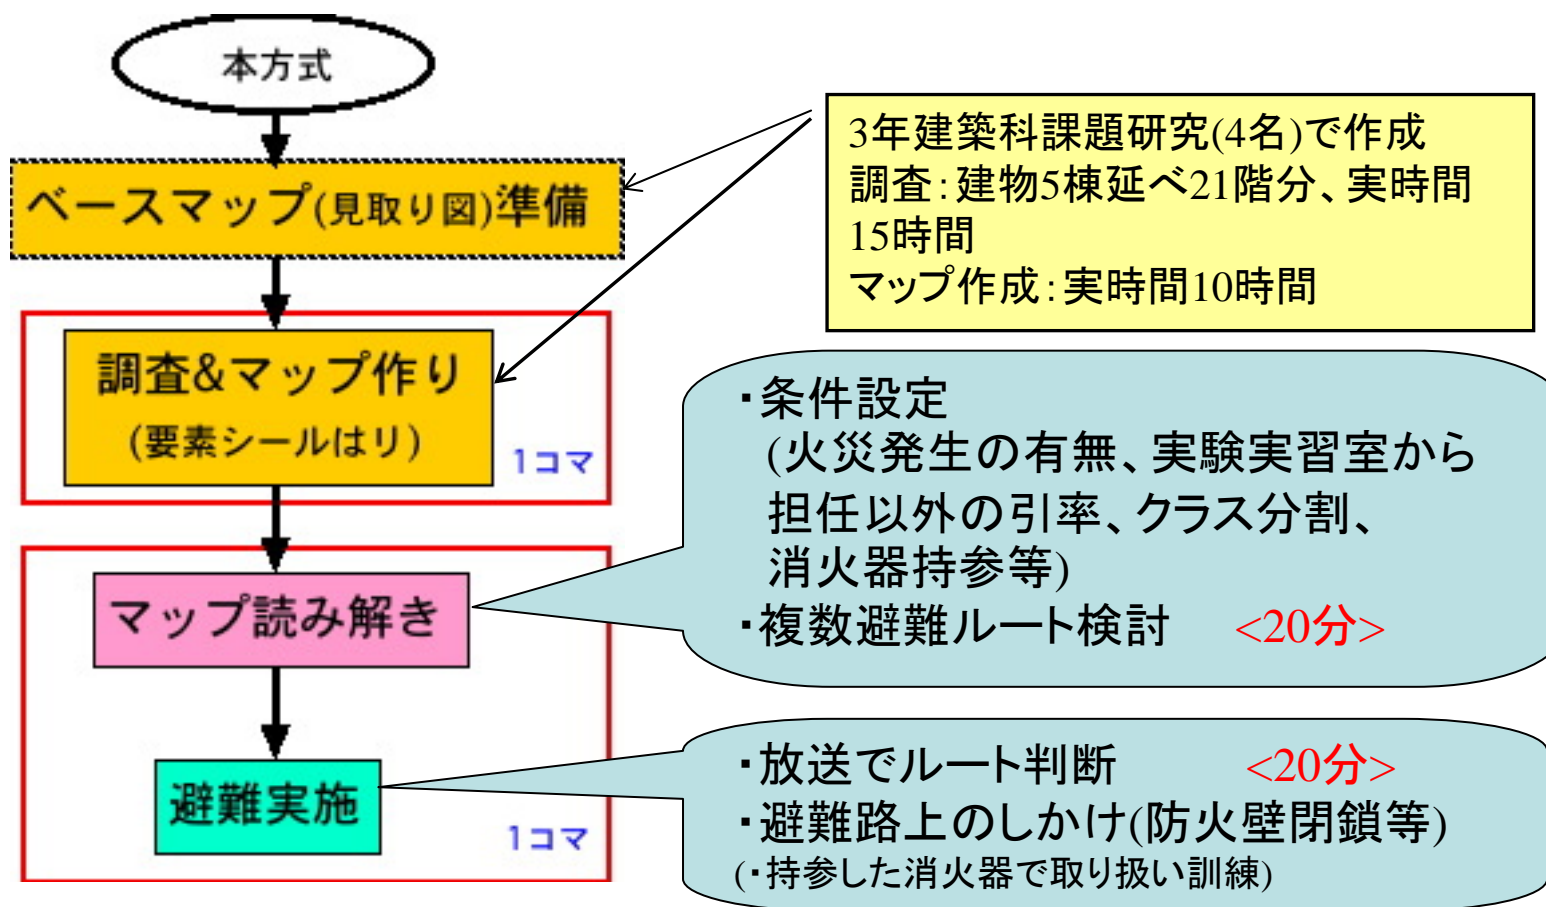 本方式
ベースマップ(見取り図)準備
調査&マップ作り
(要素シールはり)
1コマ
マップ読み解き
避難実施
1コマ
3年建築科課題研究(4名)で作成
調査:建物5棟延べ21階分、実時間
15時間
マップ作成:実時間10時間
・条件設定
(火災発生の有無、実験実習室から
担任以外の引率、クラス分割、
消火器持参等)
・複数避難ルート検討 <20分>
・放送でルート判断 <20分>
・避難路上のしかけ(防火壁閉鎖等)
(・持参した消火器で取り扱い訓練)